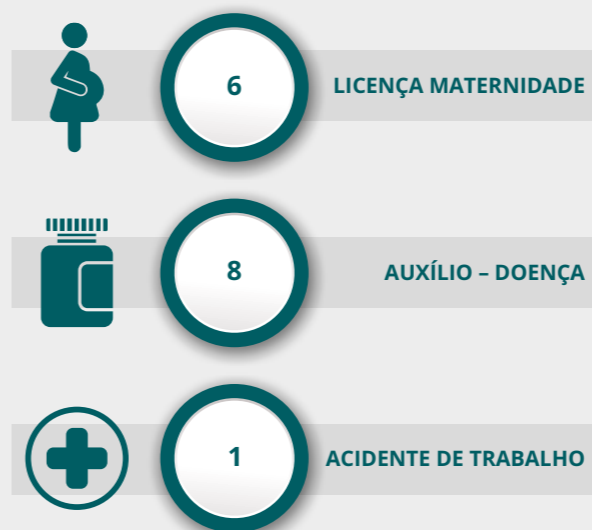 6 LICENÇA MATERNIDADE
8 AUXÍLIO – DOENÇA
1 ACIDENTE DE TRABALHO